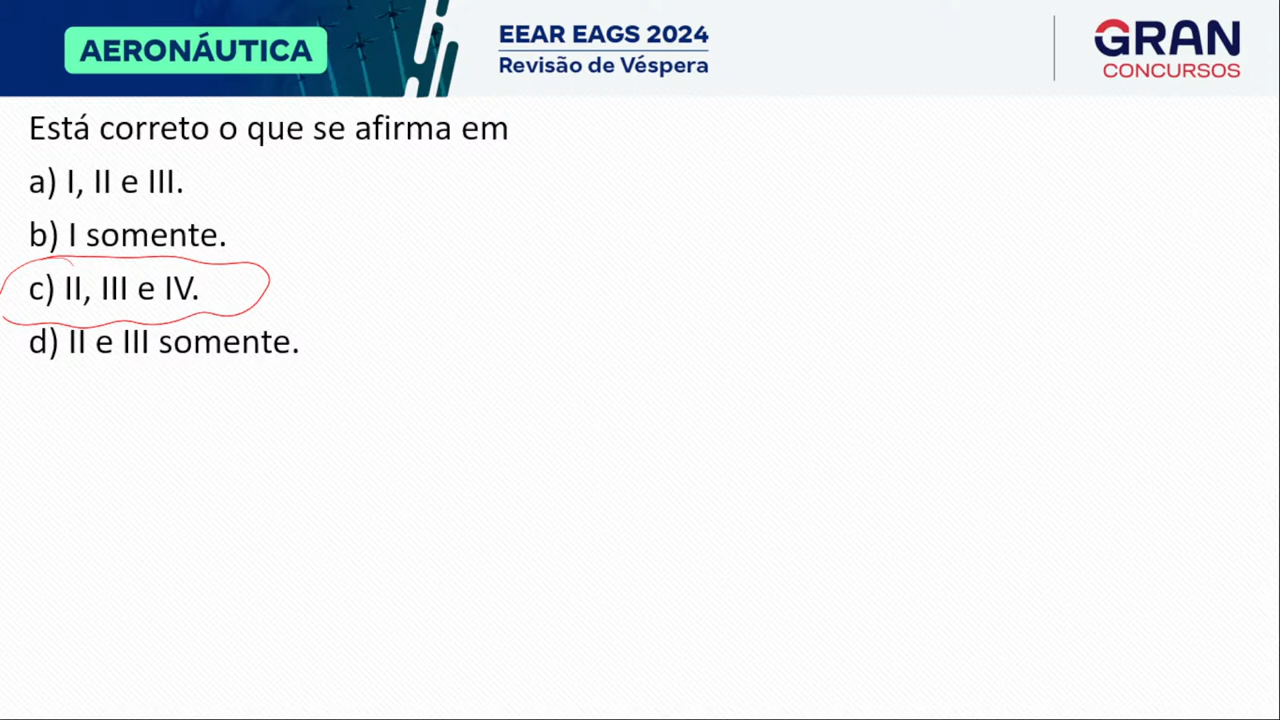 AERONÁUTICA
EEAR EAGS 2024
Revisão de Véspera
GRAN
CONCURSOS
Está correto o que se afirma em
a) I, II e III.
b) I somente.
c) II, III e IV.
d) II e III somente.